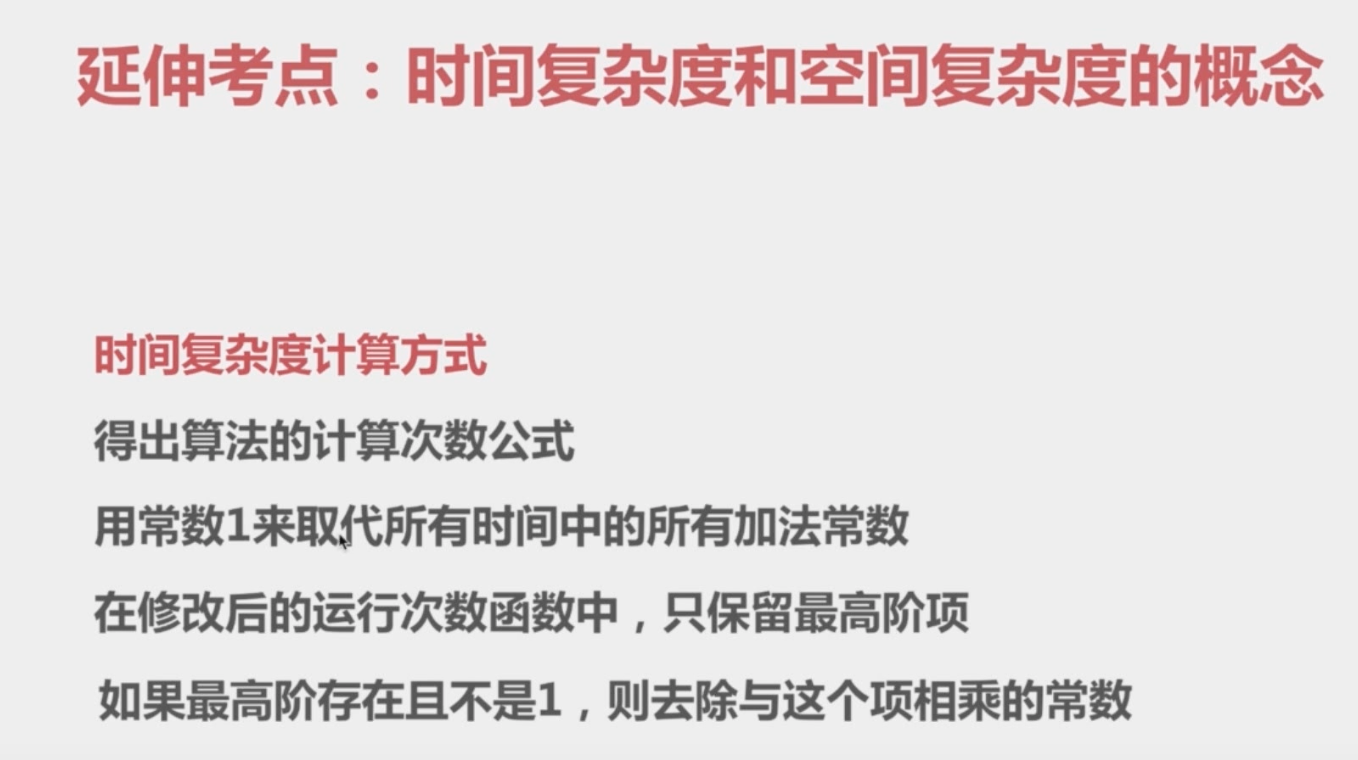 延伸考点：时间复杂度和空间复杂度的概念
时间复杂度计算方式
得出算法的计算次数公式
用常数1来取代所有时间中的所有加法常数
在修改后的运行次数函数中，只保留最高阶项
如果最高阶存在且不是1，则去除与这个项相乘的常数